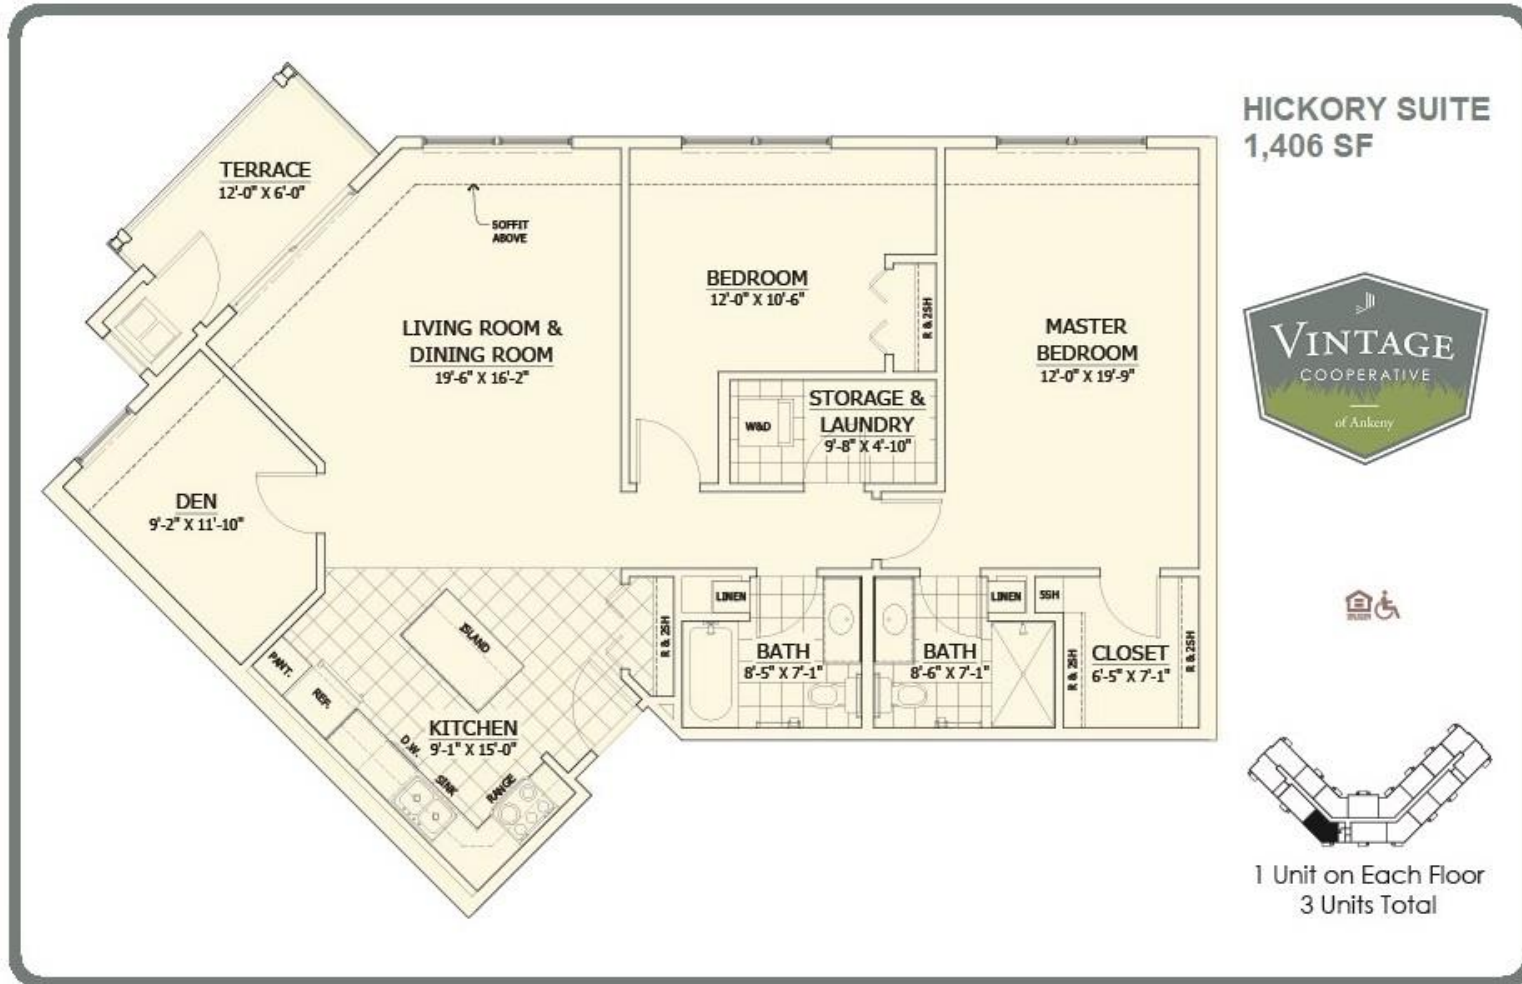 HICKORY SUITE
1,406 SF
TERRACE
12'-0" X 6'-0"
SOFFIT
ABOVE
BEDROOM
12'-0" X 10'-6"
R & 2SH
LIVING ROOM &
DINING ROOM
19'-6" X 16'-2"
MASTER
BEDROOM
12'-0" X 19'-9"
STORAGE &
LAUNDRY
9'-8" X 4'-10"
W&D
DEN
9'-2" X 11'-10"
ISLAND
PANT.
REF.
KITCHEN
9'-1" X 15'-0"
D.W.
SINK
RANGE
R & 2SH
LINEN
BATH
8'-5" X 7'-1"
LINEN
BATH
8'-6" X 7'-1"
5SH
R & 2SH
CLOSET
6'-5" X 7'-1"
R & 2SH
VINTAGE
COOPERATIVE
of Ankeny
1 Unit on Each Floor
3 Units Total